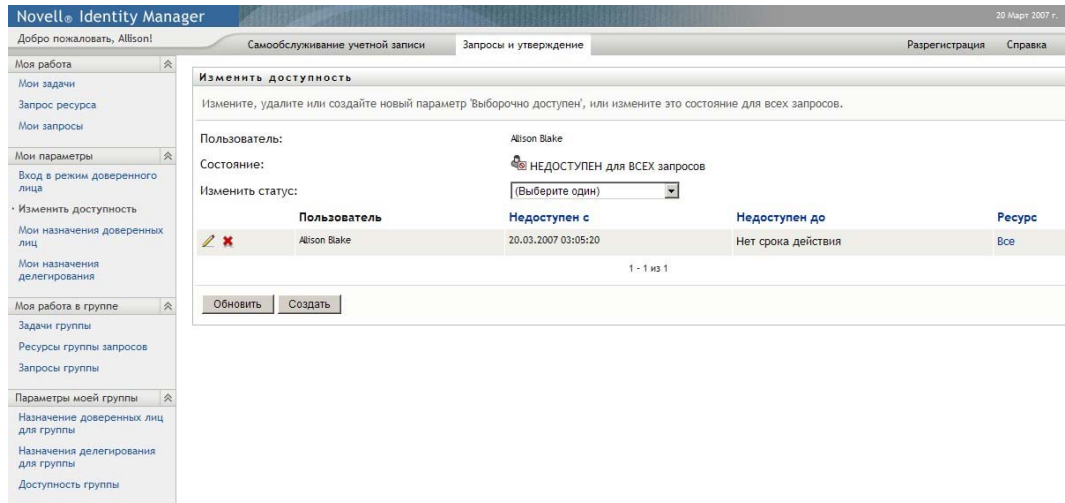 Novell® Identity Manager
20 Март 2007 г.
Добро пожаловать, Allison!
Самообслуживание учетной записи
Запросы и утверждение
Разрегистрация
Справка
Моя работа
Мои задачи
Запрос ресурса
Мои запросы
Мои параметры
Вход в режим доверенного
лица
Изменить доступность
Мои назначения доверенных
лиц
Мои назначения
делегирования
Моя работа в группе
Задачи группы
Ресурсы группы запросов
Запросы группы
Параметры моей группы
Назначение доверенных лиц
для группы
Назначения делегирования
для группы
Доступность группы
Изменить доступность
Измените, удалите или создайте новый параметр 'Выборочно доступен', или измените это состояние для всех запросов.
Пользователь: Allison Blake
Состояние: НЕДОСТУПЕН для ВСЕХ запросов
Изменить статус: (Выберите один)
Пользователь Недоступен с Недоступен до Ресурс
Allison Blake 20.03.2007 03:05:20 Нет срока действия Все
1 - 1 из 1
Обновить Создать